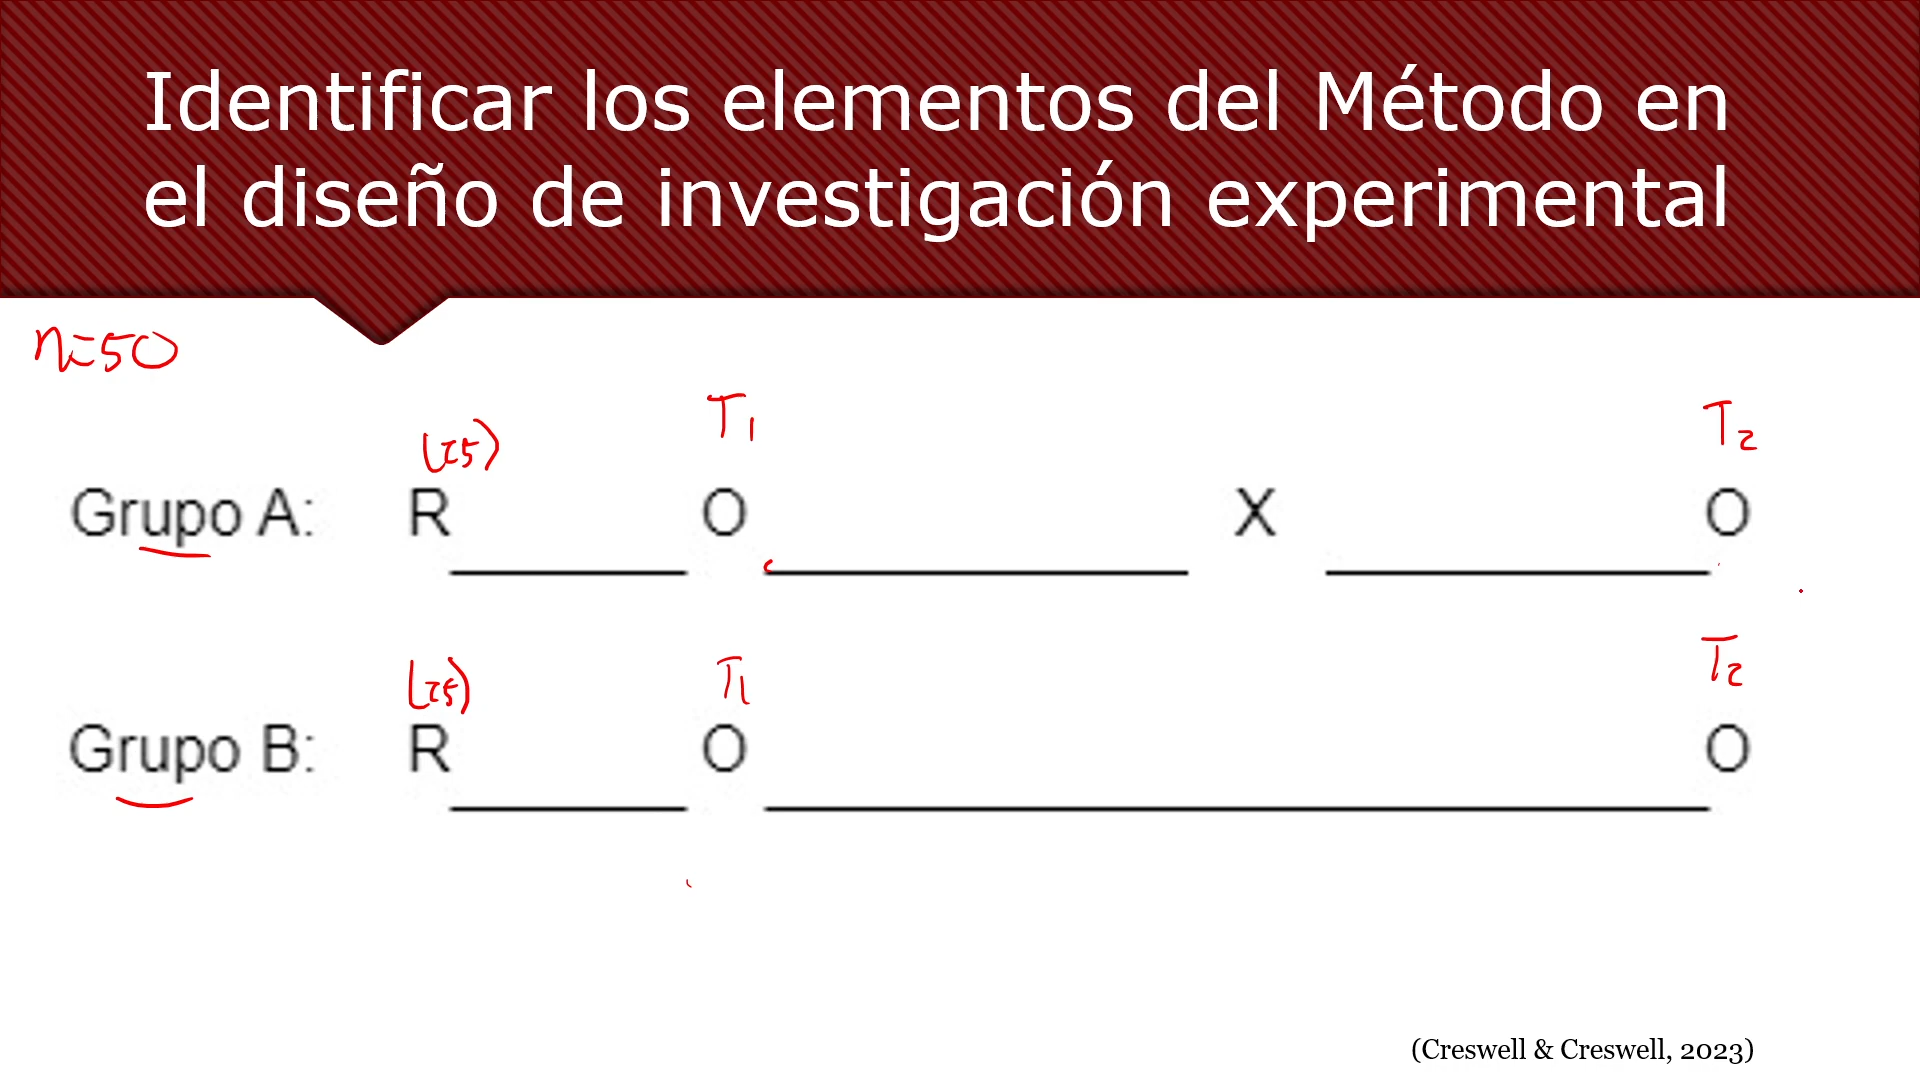 Identificar los elementos del Método en
el diseño de investigación experimental
n=50
(25) T1 T2
Grupo A: R O X O
(25) T1 T2
Grupo B: R O O
(Creswell & Creswell, 2023)